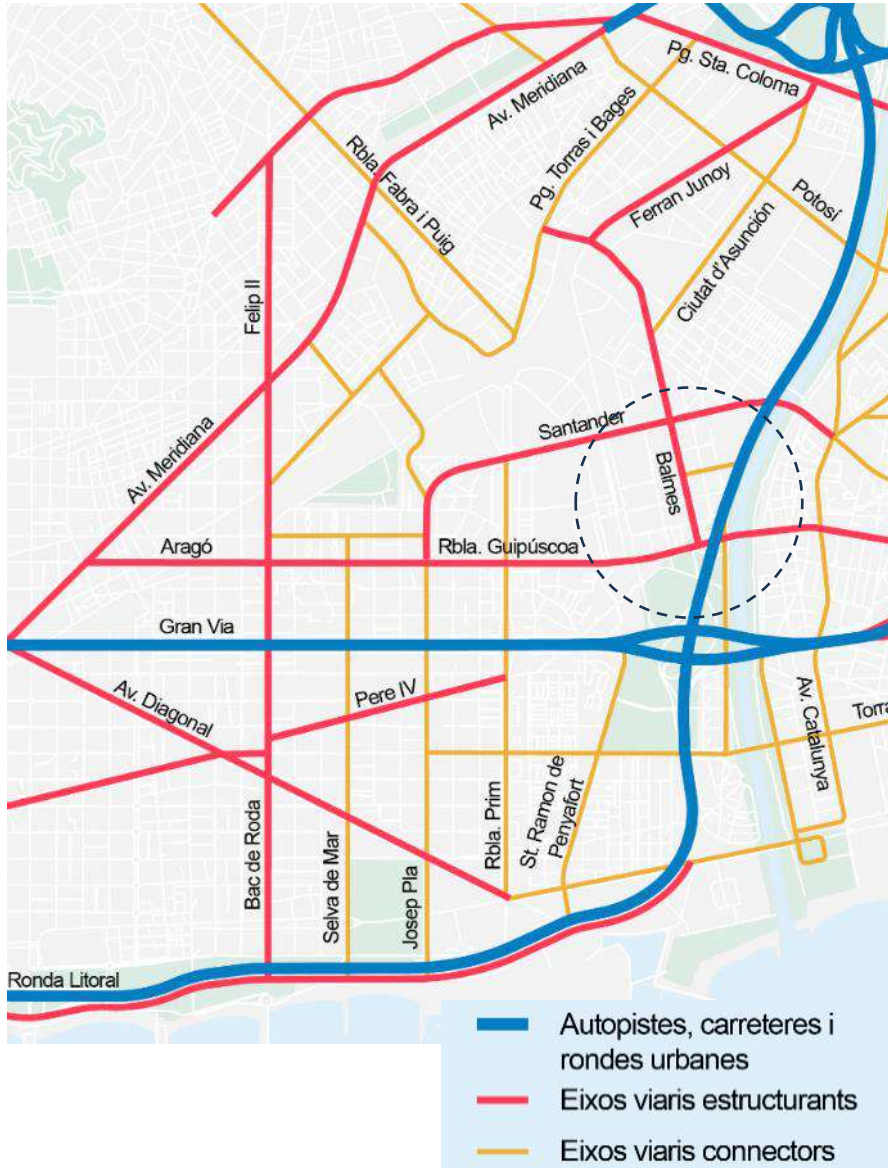 Pg. Sta. Coloma
Av. Meridiana
Rbla. Fabra i Puig
Pg. Torras i Bages
Ferran Junoy
Potosí
Ciutat d'Asunción
Felip II
Santander
Av. Meridiana
Balmes
Aragó
Rbla. Guipúscoa
Gran Via
Av. Diagonal
Pere IV
Av. Catalunya
Torra
Bac de Roda
Selva de Mar
Josep Pla
Rbla. Prim
St. Ramon de
Penyafort
Ronda Litoral
Autopistes, carreteres i
rondes urbanes
Eixos viaris estructurants
Eixos viaris connectors